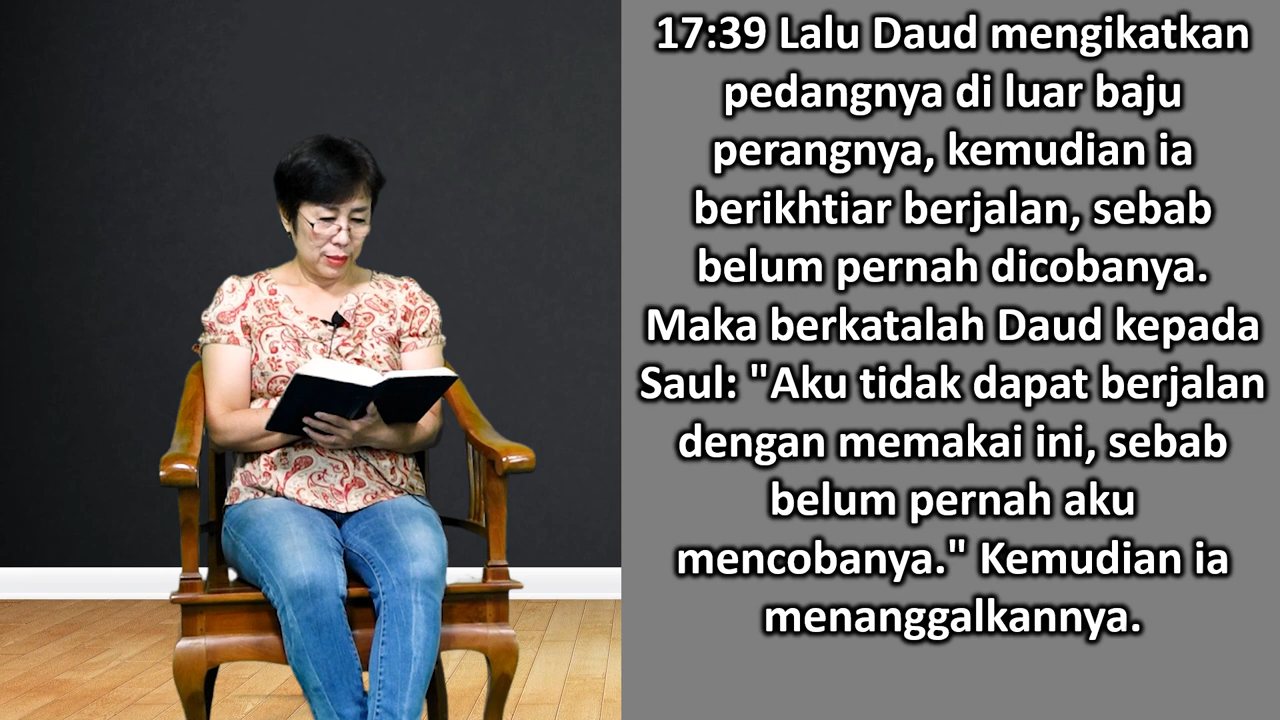 17:39 Lalu Daud mengikatkan
pedangnya di luar baju
perangnya, kemudian ia
berikhtiar berjalan, sebab
belum pernah dicobanya.
Maka berkatalah Daud kepada
Saul: "Aku tidak dapat berjalan
dengan memakai ini, sebab
belum pernah aku
mencobanya." Kemudian ia
menanggalkannya.